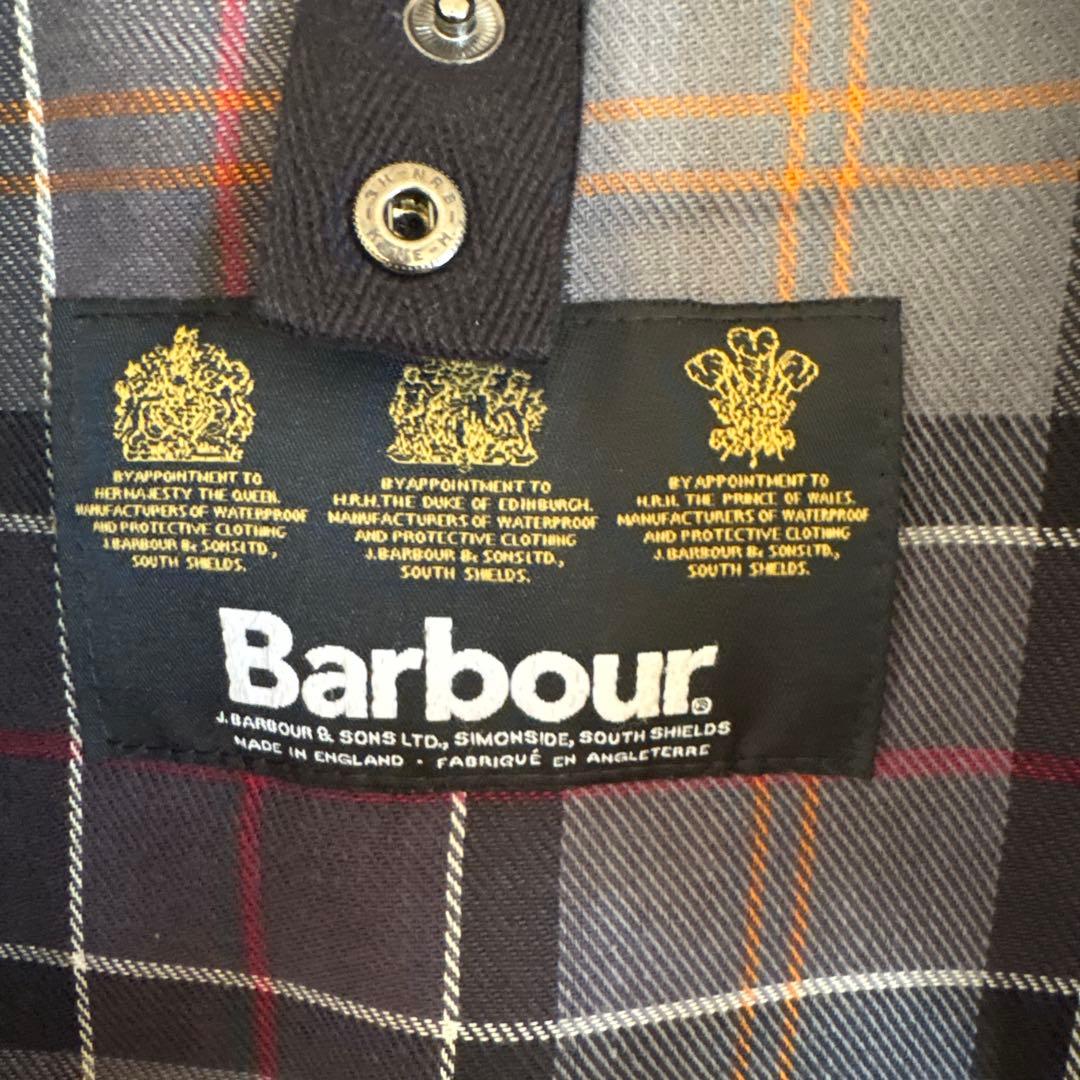 BY APPOINTMENT TO
HER MAJESTY THE QUEEN.
MANUFACTURERS OF WATERPROOF
AND PROTECTIVE CLOTHING
J.BARBOUR & SONS LTD.,
SOUTH SHIELDS.
BY APPOINTMENT TO
H.R.H. THE DUKE OF EDINBURGH.
MANUFACTURERS OF WATERPROOF
AND PROTECTIVE CLOTHING
J.BARBOUR & SONS LTD.,
SOUTH SHIELDS.
BY APPOINTMENT TO
H.R.H. THE PRINCE OF WALES.
MANUFACTURERS OF WATERPROOF
AND PROTECTIVE CLOTHING
J.BARBOUR & SONS LTD.,
SOUTH SHIELDS.
Barbour®
J. BARBOUR & SONS LTD., SIMONSIDE, SOUTH SHIELDS
MADE IN ENGLAND · FABRIQUÉ EN ANGLETERRE